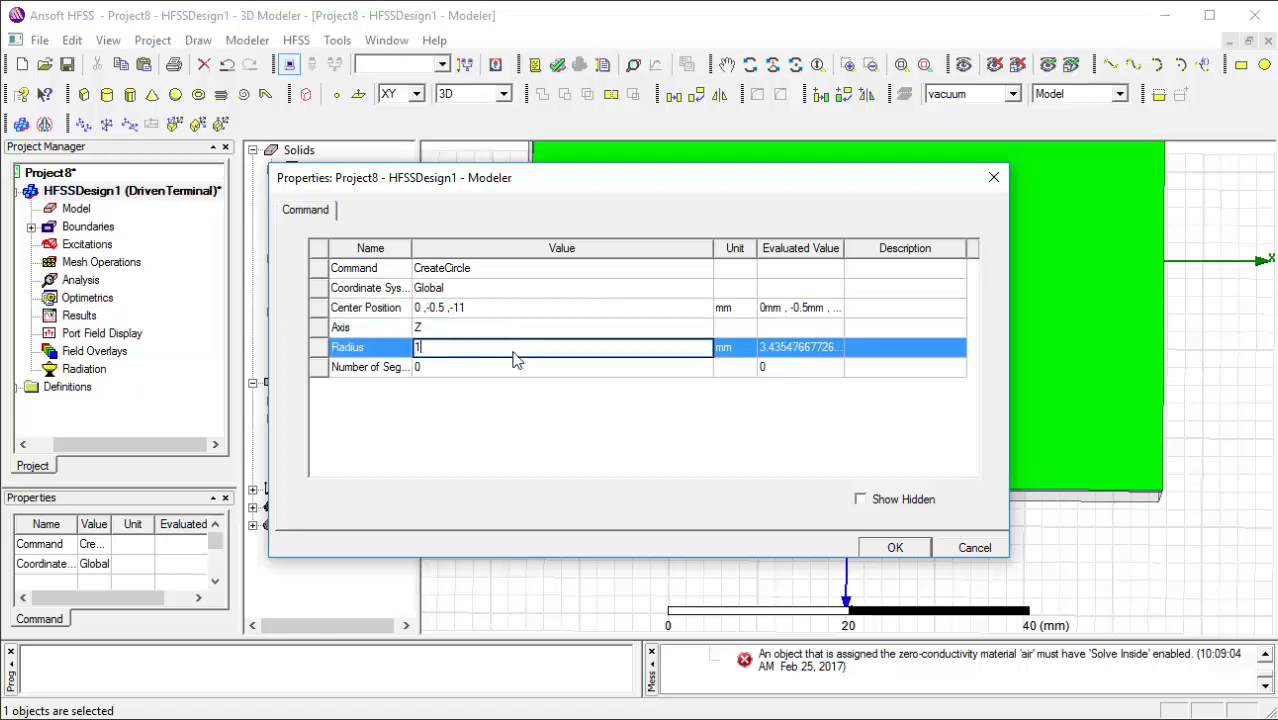 Ansoft HFSS - Project8 - HFSSDesign1 - 3D Modeler - [Project8 - HFSSDesign1 - Modeler]
File Edit View Project Draw Modeler HFSS Tools Window Help
XY 3D vacuum Model
Project Manager
Project8*
HFSSDesign1 (DrivenTerminal)*
Model
Boundaries
Excitations
Mesh Operations
Analysis
Optimetrics
Results
Port Field Display
Field Overlays
Radiation
Definitions
Project
Properties
Name Value Unit Evaluated
Command Cre...
Coordinate... Global
Command
Solids
Properties: Project8 - HFSSDesign1 - Modeler
Command
Name Value Unit Evaluated Value Description
Command CreateCircle
Coordinate Sys... Global
Center Position 0 ,-0.5 ,-11 mm 0mm , -0.5mm , ...
Axis Z
Radius 1 mm 3.43547667726...
Number of Seg... 0 0
Show Hidden
OK Cancel
X
0 20 40 (mm)
Prog
Mess
An object that is assigned the zero-conductivity material 'air' must have 'Solve Inside' enabled. (10:09:04
AM Feb 25, 2017)
1 objects are selected